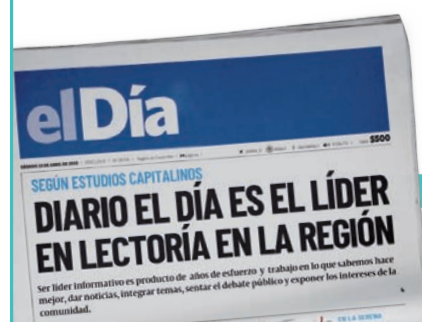 elDía
$500
SEGÚN ESTUDIOS CAPITALINOS
DIARIO EL DÍA ES EL LÍDER
EN LECTORÍA EN LA REGIÓN
Ser líder informativo es producto de años de esfuerzo y trabajo en lo que sabemos hace
mejor, dar noticias, integrar temas, sentar el debate público y exponer los intereses de la
comunidad.
EN LA SERENA